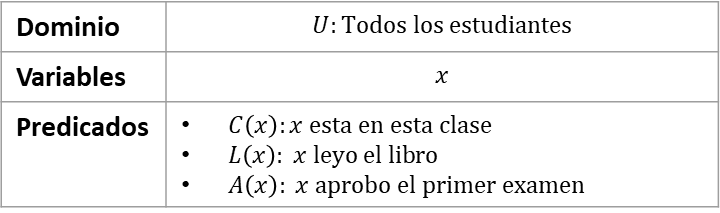 Dominio U: Todos los estudiantes
Variables x
Predicados • C(x): x esta en esta clase
• L(x): x leyo el libro
• A(x): x aprobo el primer examen